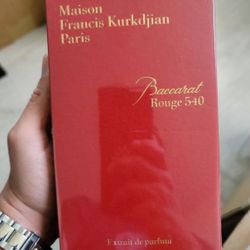 Maison
Francis Kurkdjian
Paris
Baccarat
Rouge 540
Extrait de parfum